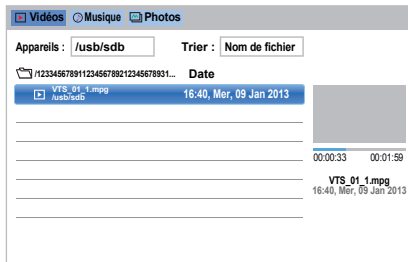 Vidéos Musique Photos
Appareils : /usb/sdb Trier : Nom de fichier
/12334567891123456789212345678931... Date
VTS_01_1.mpg
/usb/sdb
16:40, Mer, 09 Jan 2013
00:00:33 00:01:59
VTS_01_1.mpg
16:40, Mer, 09 Jan 2013